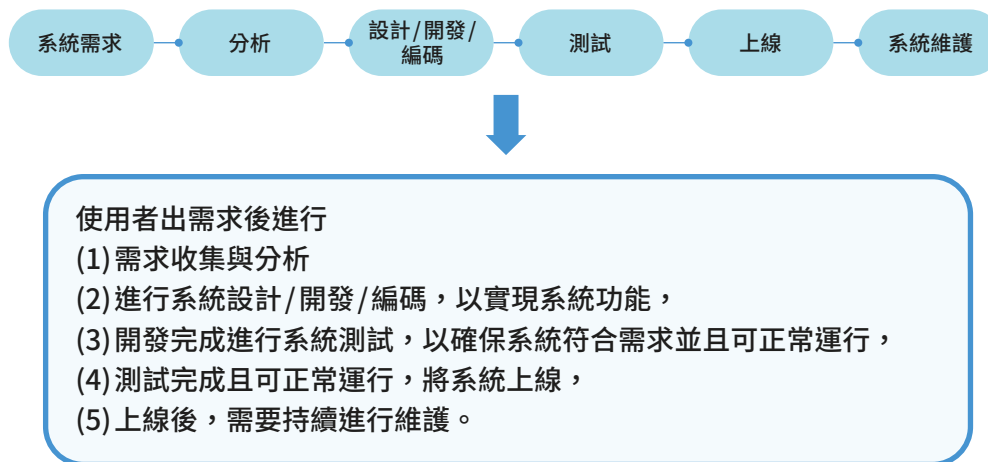 系統需求
分析
設計/開發/
編碼
測試
上線
系統維護
使用者出需求後進行
(1)需求收集與分析
(2)進行系統設計/開發/編碼，以實現系統功能，
(3)開發完成進行系統測試，以確保系統符合需求並且可正常運行，
(4)測試完成且可正常運行，將系統上線，
(5)上線後，需要持續進行維護。